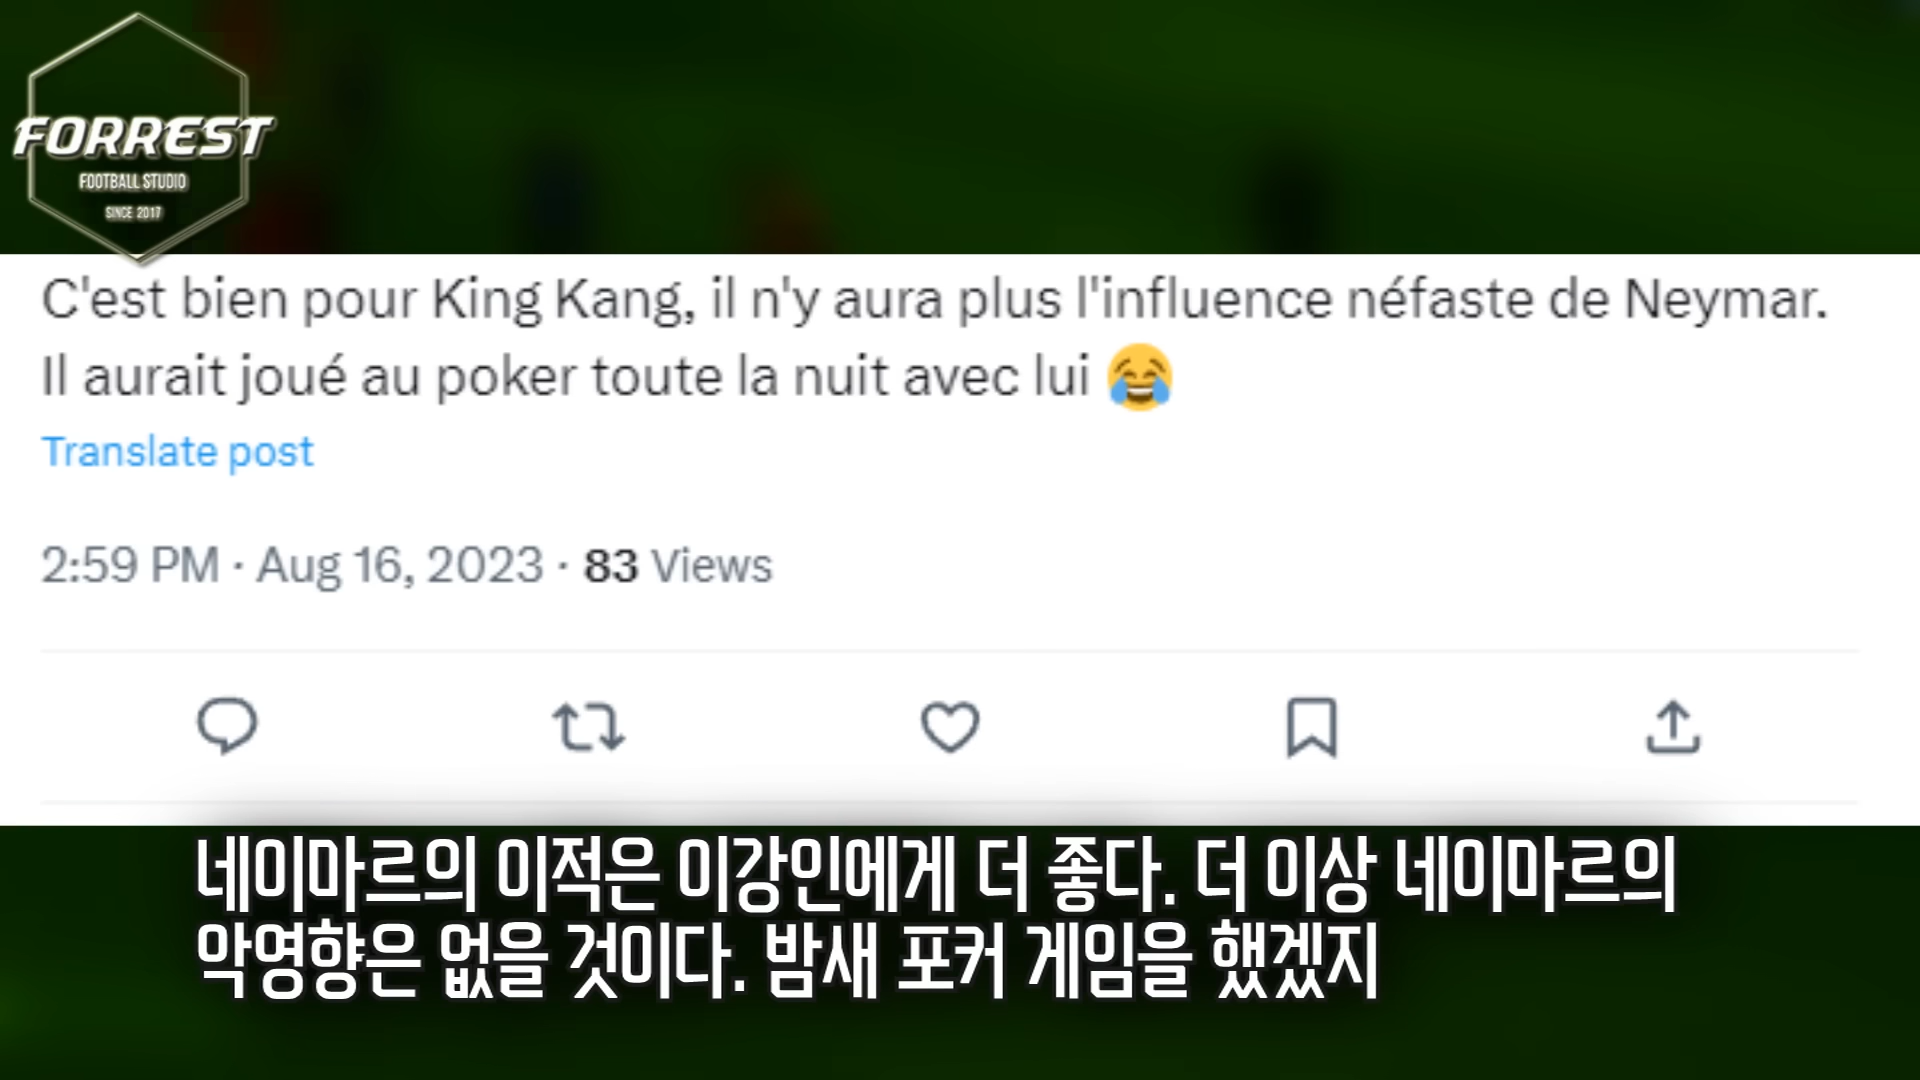 FORREST
FOOTBALL STUDIO
SINCE 2017
C'est bien pour King Kang, il n'y aura plus l'influence néfaste de Neymar.
Il aurait joué au poker toute la nuit avec lui 😂
Translate post
2:59 PM · Aug 16, 2023 · 83 Views
네이마르의 이적은 이강인에게 더 좋다. 더 이상 네이마르의
악영향은 없을 것이다. 밤새 포커 게임을 했겠지